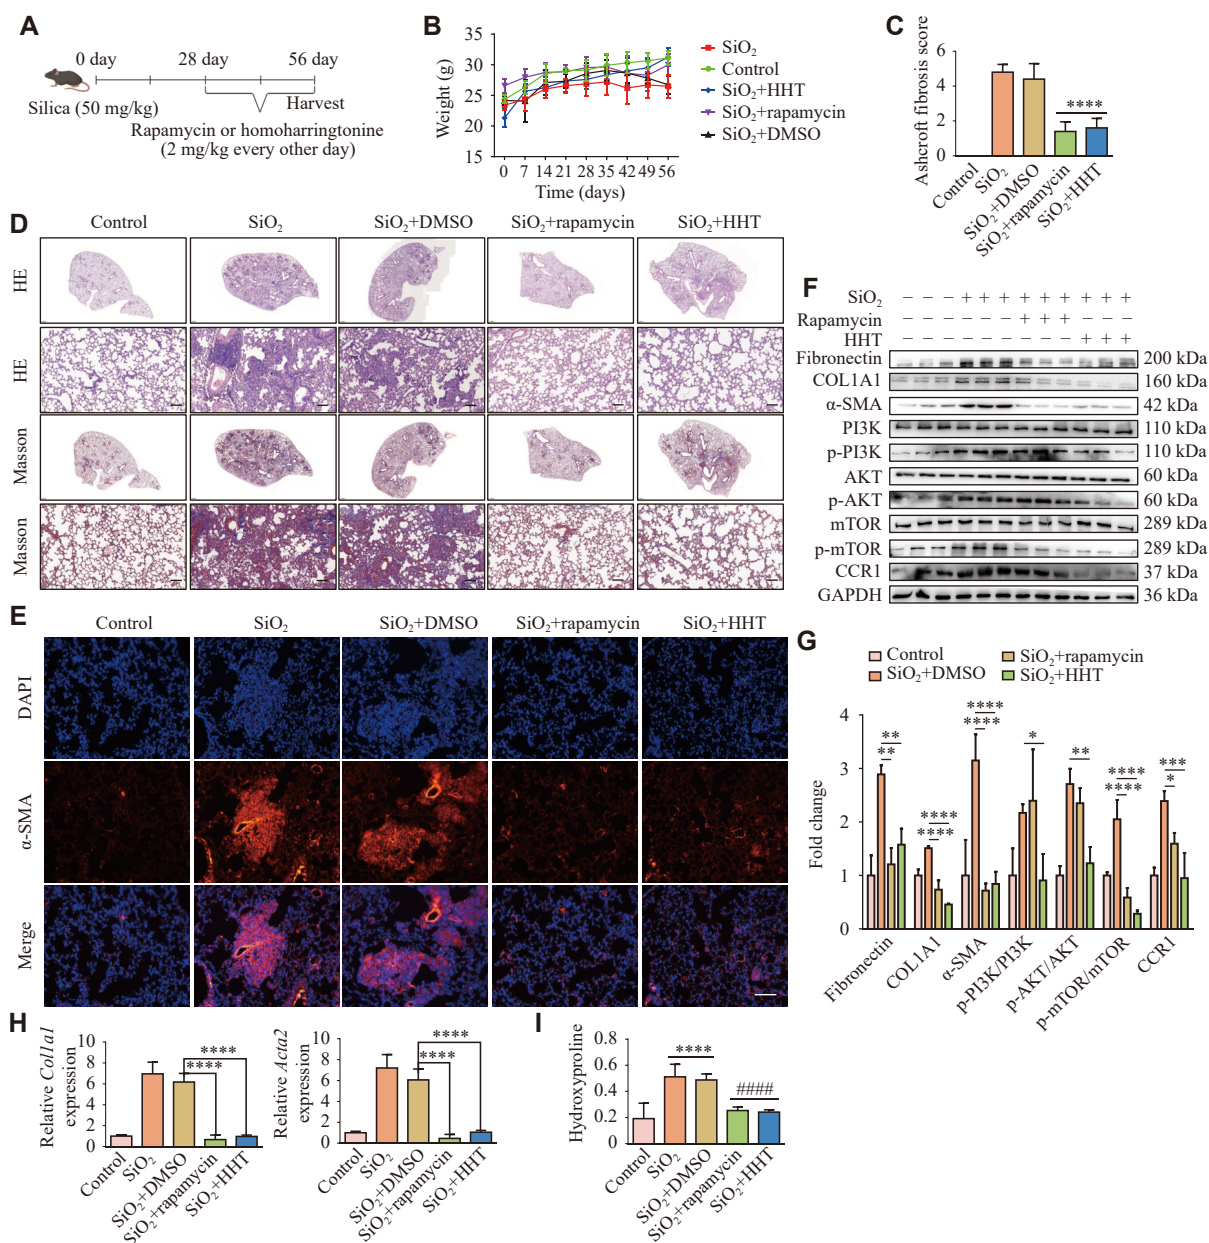 A
0 day 28 day 56 day
Silica (50 mg/kg) Harvest
Rapamycin or homoharringtonine
(2 mg/kg every other day)
B
Weight (g)
35
30
25
20
15
10
0 7 14 21 28 35 42 49 56
Time (days)
SiO₂
Control
SiO₂+HHT
SiO₂+rapamycin
SiO₂+DMSO
C
Ashcroft fibrosis score
6
4
2
0
****
Control
SiO₂
SiO₂+DMSO
SiO₂+rapamycin
SiO₂+HHT
D
Control SiO₂ SiO₂+DMSO SiO₂+rapamycin SiO₂+HHT
HE
HE
Masson
Masson
E
Control SiO₂ SiO₂+DMSO SiO₂+rapamycin SiO₂+HHT
DAPI
α-SMA
Merge
F
SiO₂ − − − + + + + + + + + +
Rapamycin + + +
HHT + + +
Fibronectin 200 kDa
COL1A1 160 kDa
α-SMA 42 kDa
PI3K 110 kDa
p-PI3K 110 kDa
AKT 60 kDa
p-AKT 60 kDa
mTOR 289 kDa
p-mTOR 289 kDa
CCR1 37 kDa
GAPDH 36 kDa
G
Control SiO₂+rapamycin
SiO₂+DMSO SiO₂+HHT
Fold change
4
3
2
1
0
**
**
****
****
****
****
*
**
****
****
***
*
Fibronectin
COL1A1
α-SMA
p-PI3K/PI3K
p-AKT/AKT
p-mTOR/mTOR
CCR1
H
Relative Col1a1
expression
10
8
6
4
2
0
****
****
Control
SiO₂
SiO₂+DMSO
SiO₂+rapamycin
SiO₂+HHT
Relative Acta2
expression
10
8
6
4
2
0
****
****
Control
SiO₂
SiO₂+DMSO
SiO₂+rapamycin
SiO₂+HHT
I
Hydroxyproline
0.8
0.6
0.4
0.2
0
****
####
Control
SiO₂
SiO₂+DMSO
SiO₂+rapamycin
SiO₂+HHT